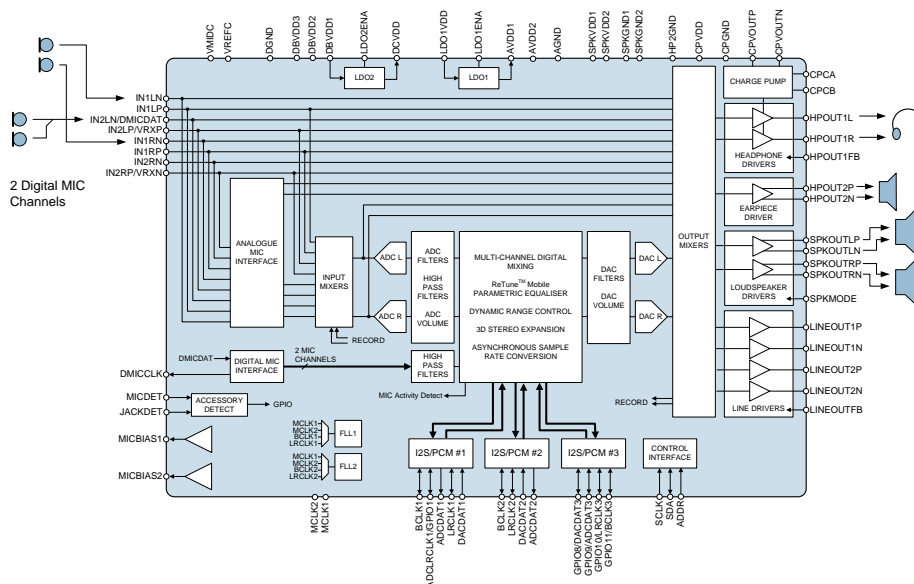 VMIDC
VREFC
DGND
DBVDD3
DBVDD2
DBVDD1
LDO2ENA
DCVDD
LDO1VDD
LDO1ENA
AVDD1
AVDD2
AGND
SPKVDD1
SPKVDD2
SPKGND1
SPKGND2
HP2GND
CPVDD
CPGND
CPVOUTP
CPVOUTN
LDO2
LDO1
CHARGE PUMP
CPCA
CPCB
IN1LN
IN1LP
IN2LN/DMICDAT
IN2LP/VRXP
IN1RN
IN1RP
IN2RN
IN2RP/VRXN
2 Digital MIC
Channels
HPOUT1L
HPOUT1R
HEADPHONE
DRIVERS
HPOUT1FB
HPOUT2P
HPOUT2N
EARPIECE
DRIVER
ANALOGUE
MIC
INTERFACE
INPUT
MIXERS
ADC L
ADC R
ADC
FILTERS
HIGH
PASS
FILTERS
ADC
VOLUME
MULTI-CHANNEL DIGITAL
MIXING
ReTune™ Mobile
PARAMETRIC EQUALISER
DYNAMIC RANGE CONTROL
3D STEREO EXPANSION
ASYNCHRONOUS SAMPLE
RATE CONVERSION
DAC
FILTERS
DAC
VOLUME
DAC L
DAC R
OUTPUT
MIXERS
SPKOUTLP
SPKOUTLN
SPKOUTRP
SPKOUTRN
LOUDSPEAKER
DRIVERS
SPKMODE
LINEOUT1P
LINEOUT1N
LINEOUT2P
LINEOUT2N
LINE DRIVERS
LINEOUTFB
RECORD
RECORD
DMICDAT
DMICCLK
DIGITAL MIC
INTERFACE
2 MIC
CHANNELS
HIGH
PASS
FILTERS
MIC Activity Detect
MICDET
JACKDET
ACCESSORY
DETECT
GPIO
MICBIAS1
MICBIAS2
MCLK1
MCLK2
BCLK1
LRCLK1
FLL1
MCLK1
MCLK2
BCLK2
LRCLK2
FLL2
I2S/PCM #1
I2S/PCM #2
I2S/PCM #3
CONTROL
INTERFACE
MCLK2
MCLK1
BCLK1
ADCLRCLK1/GPIO1
ADCDAT1
LRCLK1
DACDAT1
BCLK2
LRCLK2
DACDAT2
ADCDAT2
GPIO8/DACDAT3
GPIO9/ADCDAT3
GPIO10/LRCLK3
GPIO11/BCLK3
SCLK
SDA
ADDR